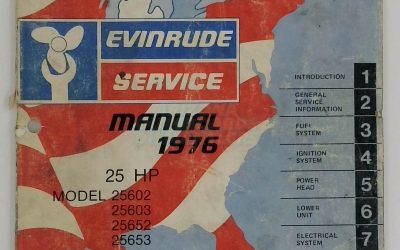 EVINRUDE
SERVICE
MANUAL
1976
25 HP
MODEL 25602
25603
25652
25653
INTRODUCTION 1
GENERAL
SERVICE
INFORMATION 2
FUEL
SYSTEM 3
IGNITION
SYSTEM 4
POWER
HEAD 5
LOWER
UNIT 6
ELECTRICAL
SYSTEM 7